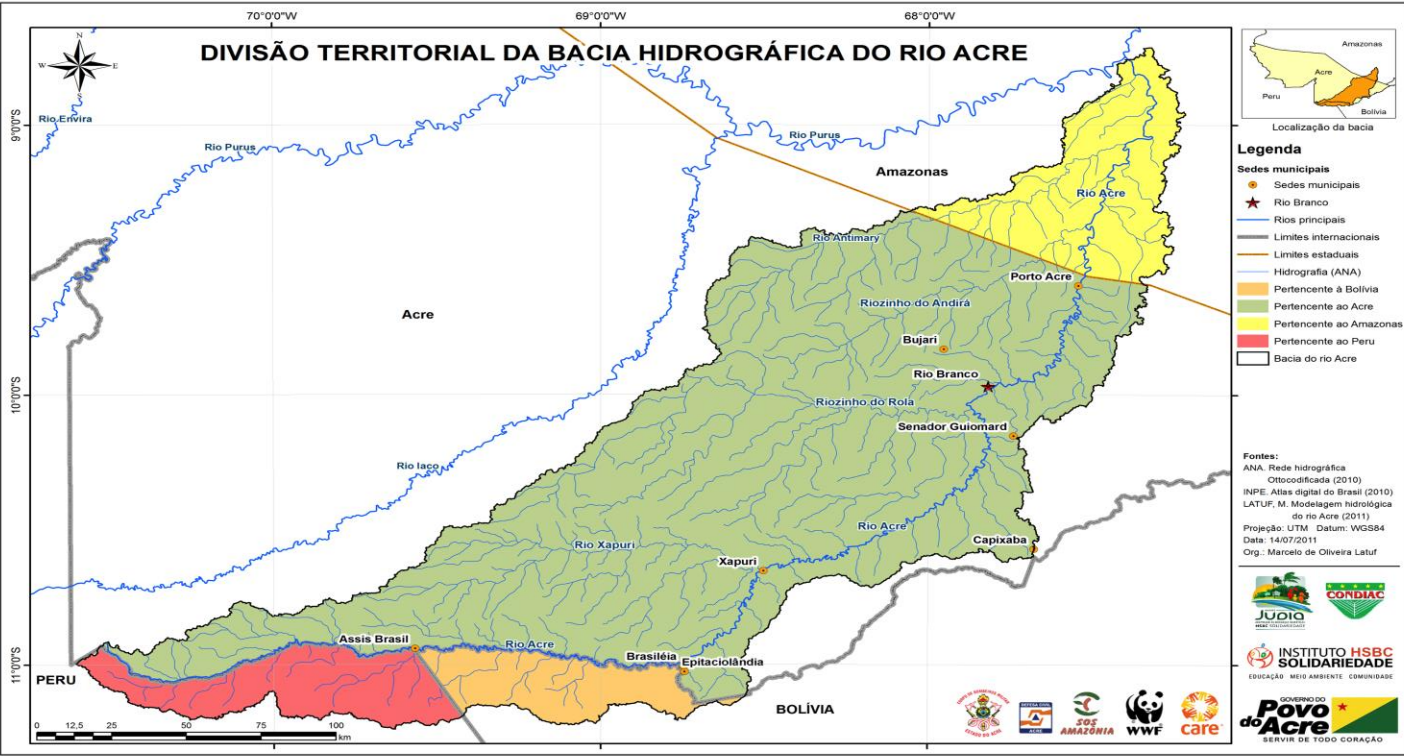 70°0'0"W
69°0'0"W
68°0'0"W
DIVISÃO TERRITORIAL DA BACIA HIDROGRÁFICA DO RIO ACRE
N
W
E
S
9°0'0"S
10°0'0"S
11°0'0"S
Rio Envira
Rio Purus
Rio Purus
Amazonas
Rio Acre
Rio Antimary
Porto Acre
Riozinho do Andirá
Acre
Bujari
Rio Branco
Riozinho do Rola
Senador Guiomard
Rio Iaco
Rio Acre
Capixaba
Rio Xapuri
Xapuri
Assis Brasil
Rio Acre
Brasiléia
Epitaciolândia
PERU
BOLÍVIA
0 12,5 25 50 75 100
km
Amazonas
Acre
Peru
Bolívia
Localização da bacia
Legenda
Sedes municipais
Sedes municipais
Rio Branco
Rios principais
Limites internacionais
Limites estaduais
Hidrografia (ANA)
Pertencente à Bolívia
Pertencente ao Acre
Pertencente ao Amazonas
Pertencente ao Peru
Bacia do rio Acre
Fontes:
ANA. Rede hidrográfica
Ottocodificada (2010)
INPE. Atlas digital do Brasil (2010)
LATUF, M. Modelagem hidrológica
do rio Acre (2011)
Projeção: UTM Datum: WGS84
Data: 14/07/2011
Org.: Marcelo de Oliveira Latuf
HSBC SOLIDARIEDADE
CONDIAC
INSTITUTO HSBC
SOLIDARIEDADE
EDUCAÇÃO MEIO AMBIENTE COMUNIDADE
DEFESA CIVIL
ACRE
SOS
AMAZÔNIA
WWF
care
GOVERNO DO
Povo
do Acre
SERVIR DE TODO CORAÇÃO